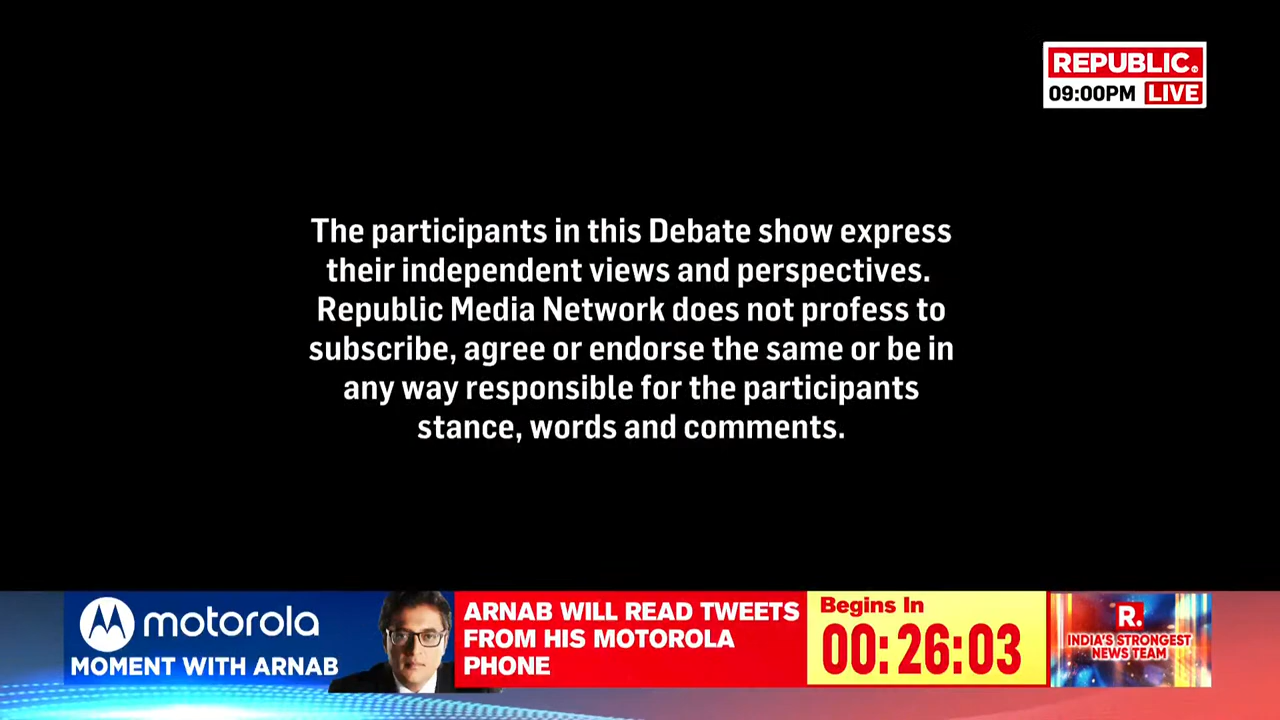 REPUBLIC.
09:00PM LIVE
The participants in this Debate show express
their independent views and perspectives.
Republic Media Network does not profess to
subscribe, agree or endorse the same or be in
any way responsible for the participants
stance, words and comments.
motorola
MOMENT WITH ARNAB
ARNAB WILL READ TWEETS
FROM HIS MOTOROLA
PHONE
Begins In
00:26:03
R.
INDIA'S STRONGEST
NEWS TEAM